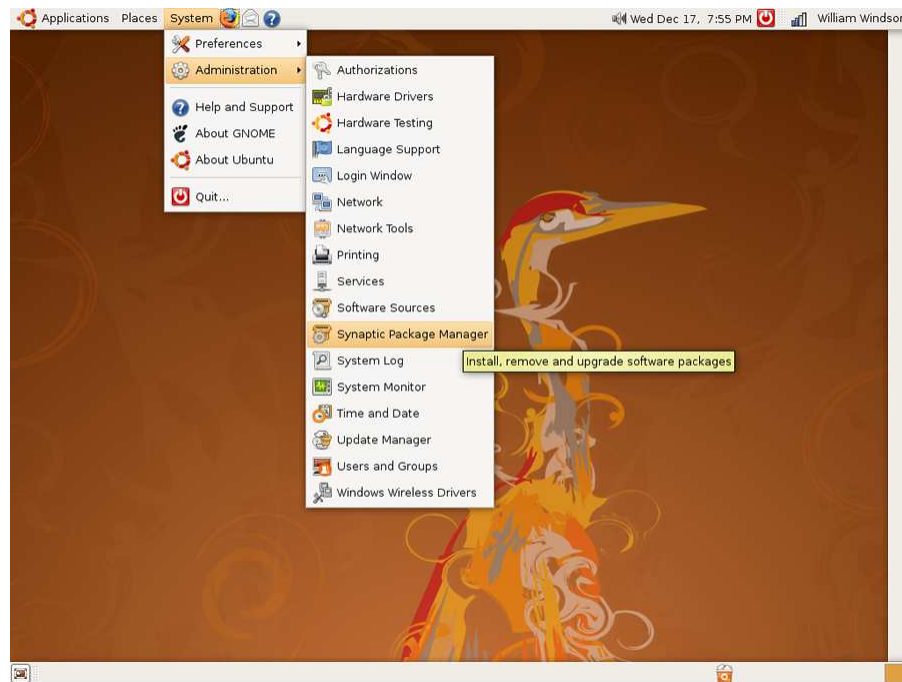 Applications Places System Wed Dec 17, 7:55 PM William Windsor
Preferences
Administration
Help and Support
About GNOME
About Ubuntu
Quit...
Authorizations
Hardware Drivers
Hardware Testing
Language Support
Login Window
Network
Network Tools
Printing
Services
Software Sources
Synaptic Package Manager
Install, remove and upgrade software packages
System Log
System Monitor
Time and Date
Update Manager
Users and Groups
Windows Wireless Drivers